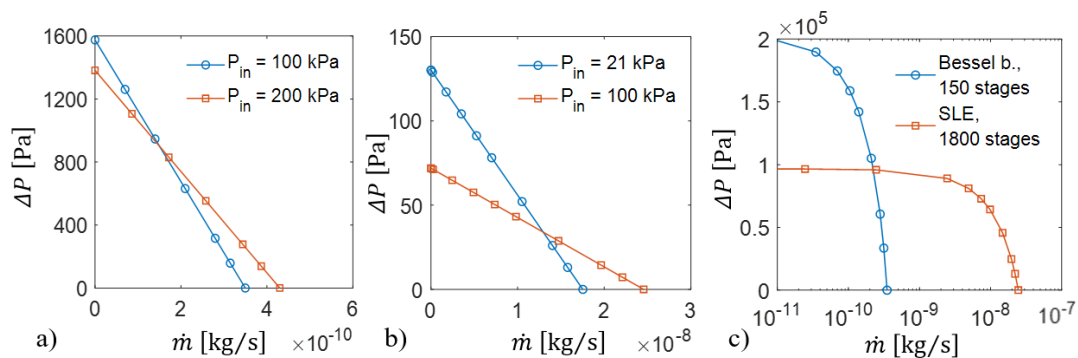 1600
1200
800
400
0
ΔP [Pa]
P_in = 100 kPa
P_in = 200 kPa
0 2 4 6
×10^-10
a) ṁ [kg/s]
150
100
50
0
ΔP [Pa]
P_in = 21 kPa
P_in = 100 kPa
0 1 2 3
×10^-8
b) ṁ [kg/s]
×10^5
2
1.5
1
0.5
0
ΔP [Pa]
Bessel b.,
150 stages
SLE,
1800 stages
10^-11 10^-10 10^-9 10^-8 10^-7
c) ṁ [kg/s]